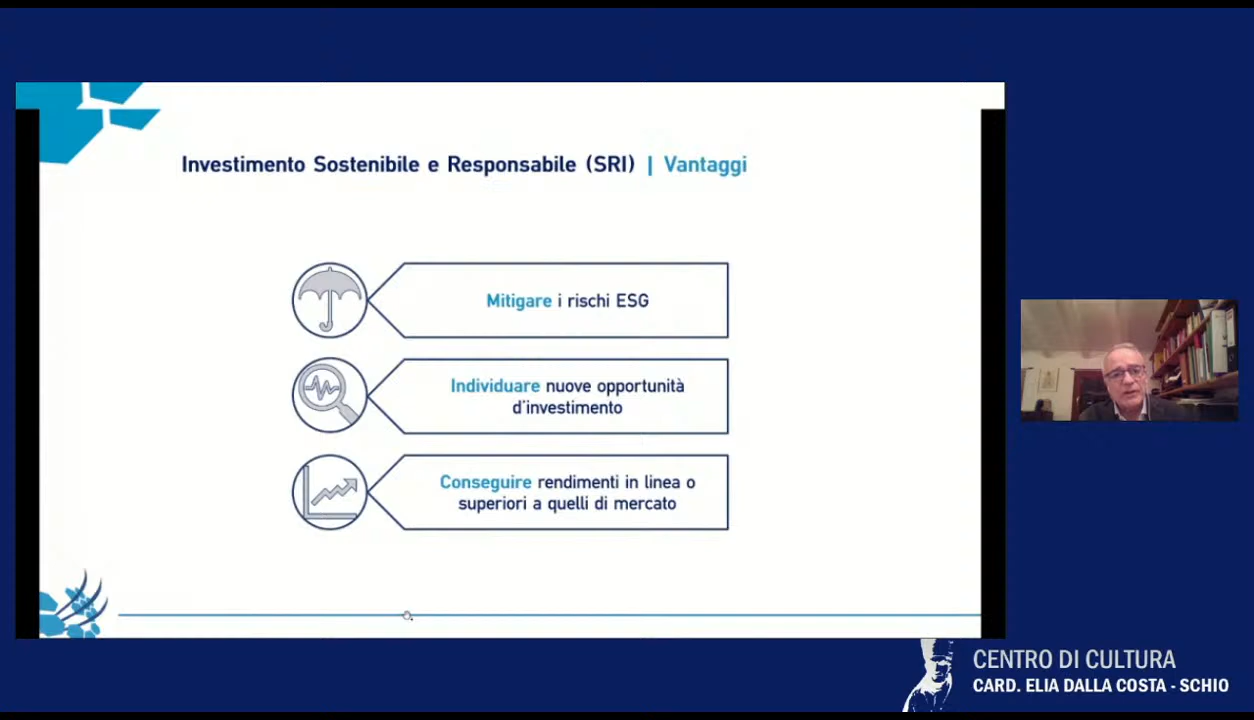 Investimento Sostenibile e Responsabile (SRI) | Vantaggi
Mitigare i rischi ESG
Individuare nuove opportunità
d'investimento
Conseguire rendimenti in linea o
superiori a quelli di mercato
CENTRO DI CULTURA
CARD. ELIA DALLA COSTA - SCHIO